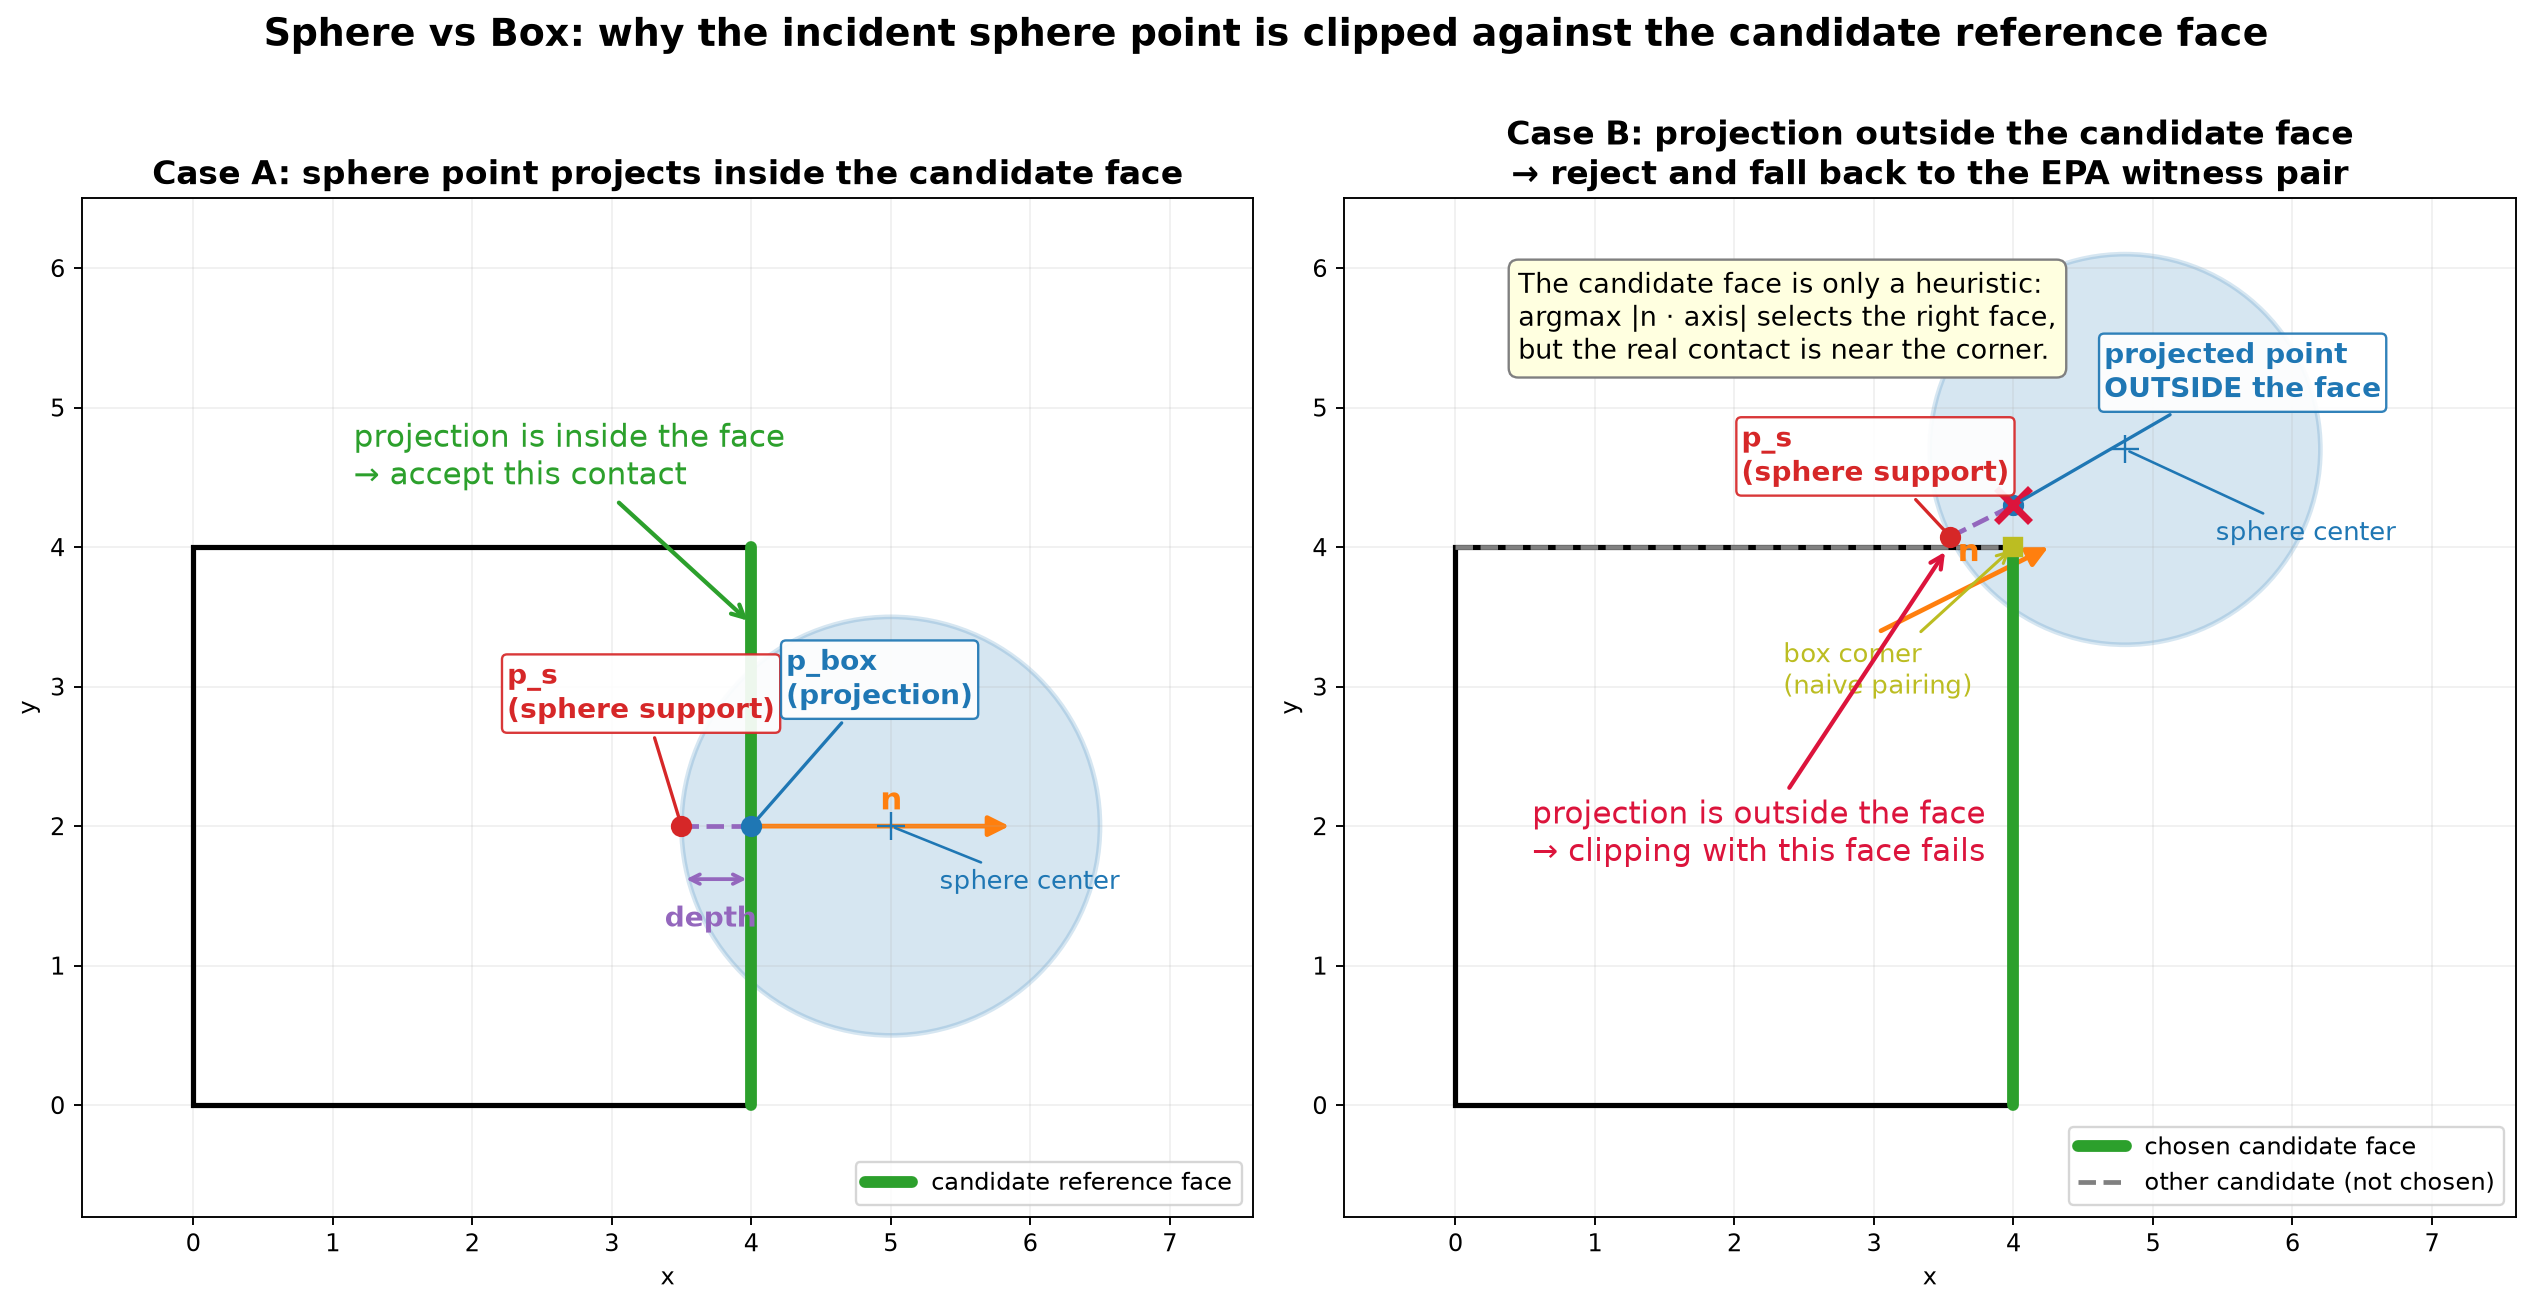 Sphere vs Box: why the incident sphere point is clipped against the candidate reference face
Case A: sphere point projects inside the candidate face
6
5
4
3
2
1
0
y
projection is inside the face
→ accept this contact
p_s
(sphere support)
p_box
(projection)
n
sphere center
depth
candidate reference face
0
1
2
3
4
5
6
7
x
Case B: projection outside the candidate face
→ reject and fall back to the EPA witness pair
6
5
4
3
2
1
0
y
The candidate face is only a heuristic:
argmax |n · axis| selects the right face,
but the real contact is near the corner.
projected point
OUTSIDE the face
p_s
(sphere support)
sphere center
n
box corner
(naive pairing)
projection is outside the face
→ clipping with this face fails
chosen candidate face
other candidate (not chosen)
0
1
2
3
4
5
6
7
x